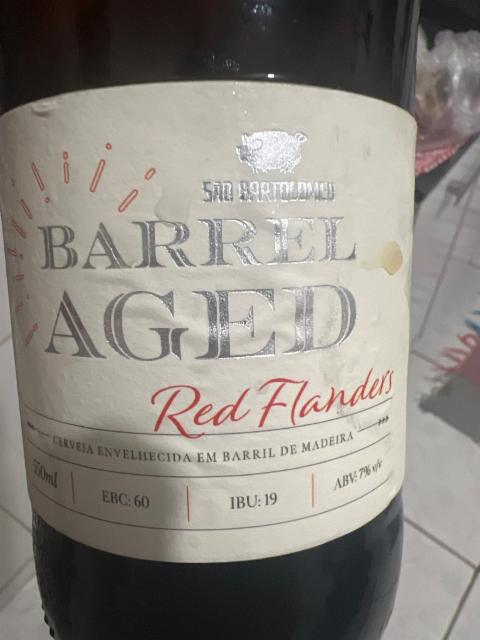 SÃO BARTOLOMEU
BARREL
AGED
Red Flanders
CERVEJA ENVELHECIDA EM BARRIL DE MADEIRA
550ml
EBC: 60
IBU: 19
ABV: 7% v/v